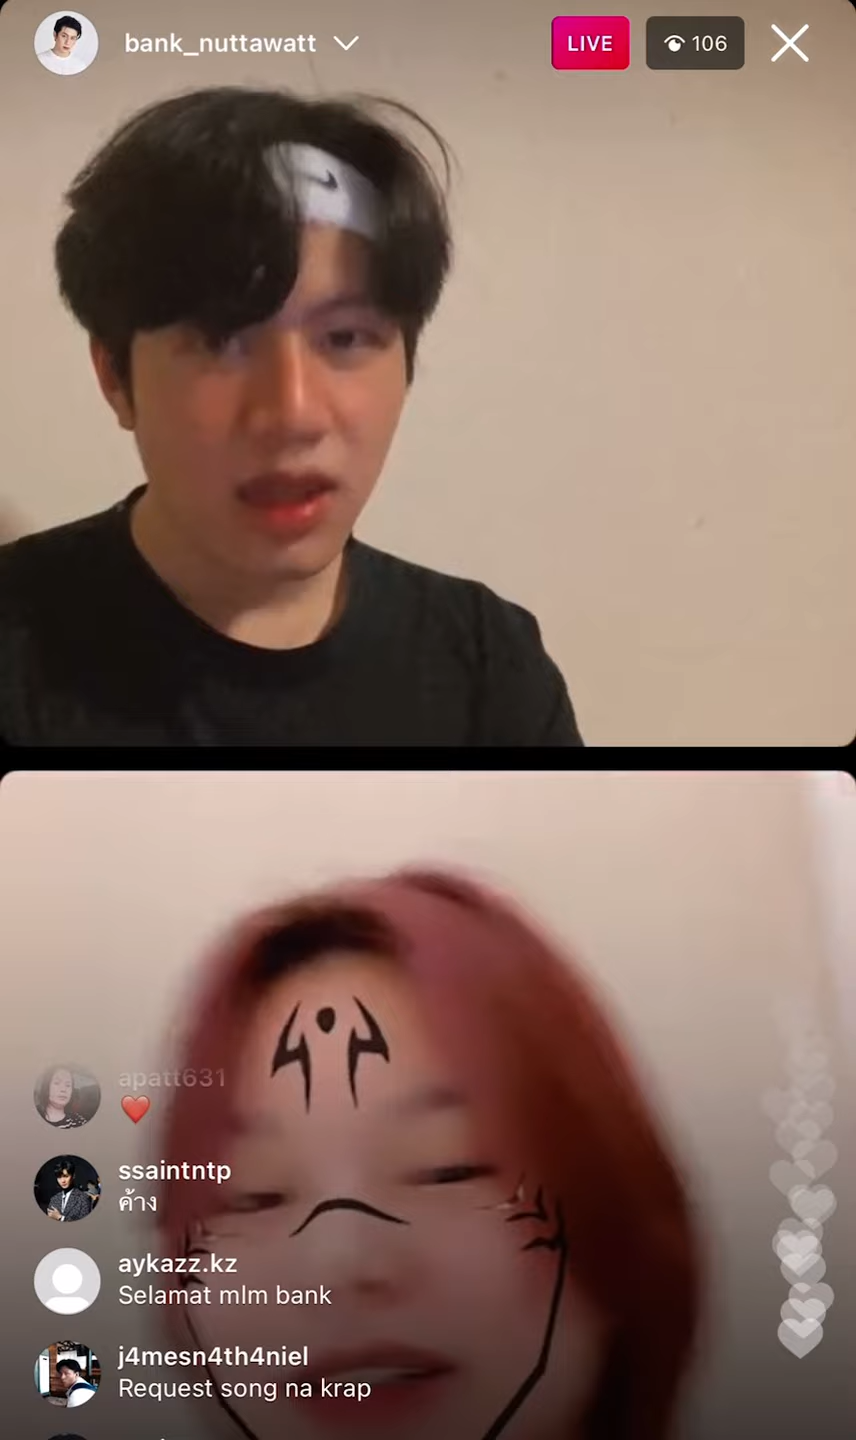 bank_nuttawatt
LIVE
106
apatt631
❤️
ssaintntp
ค้าง
aykazz.kz
Selamat mlm bank
j4mesn4th4niel
Request song na krap